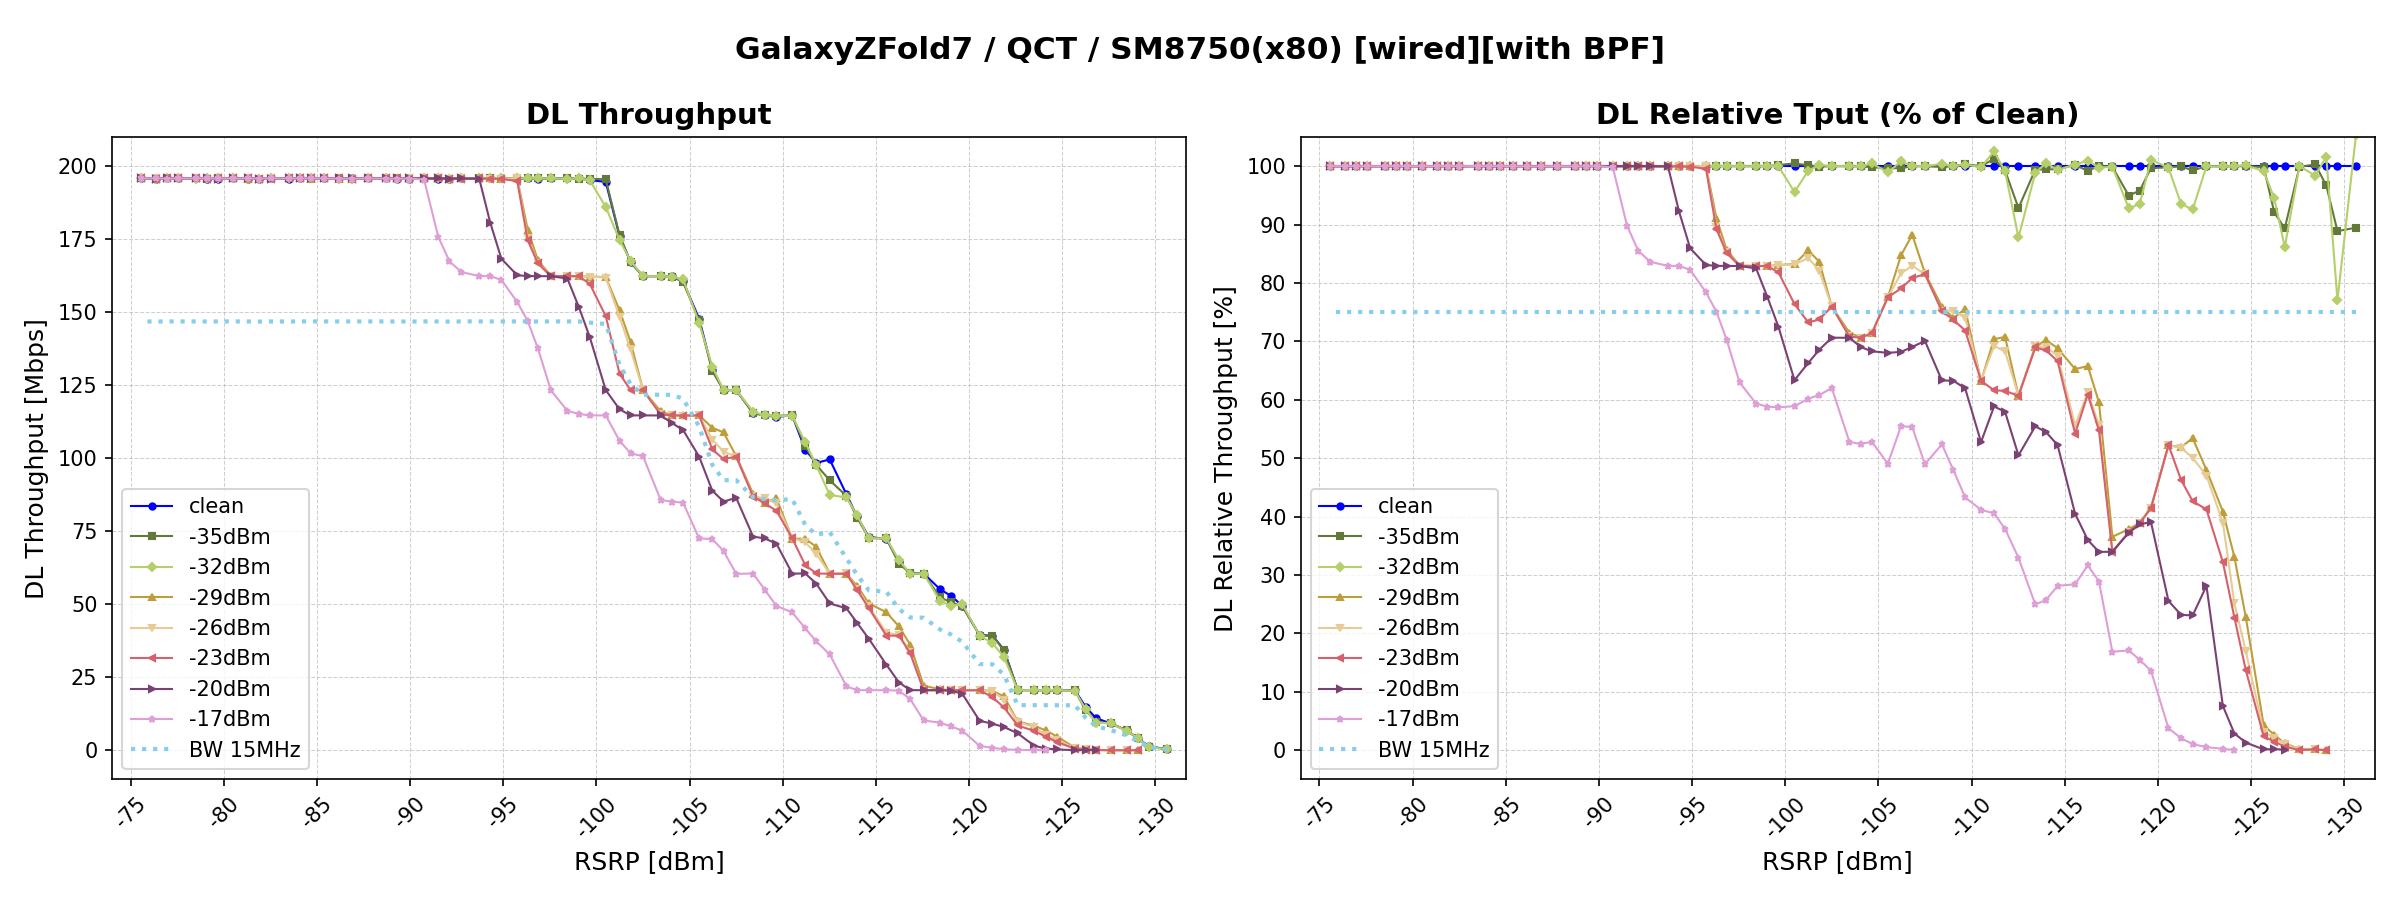 GalaxyZFold7 / QCT / SM8750(x80) [wired][with BPF]
DL Throughput
DL Throughput [Mbps]
200
175
150
125
100
75
50
25
0
clean
-35dBm
-32dBm
-29dBm
-26dBm
-23dBm
-20dBm
-17dBm
BW 15MHz
-75
-80
-85
-90
-95
-100
-105
-110
-115
-120
-125
-130
RSRP [dBm]
DL Relative Tput (% of Clean)
DL Relative Throughput [%]
100
90
80
70
60
50
40
30
20
10
0
clean
-35dBm
-32dBm
-29dBm
-26dBm
-23dBm
-20dBm
-17dBm
BW 15MHz
-75
-80
-85
-90
-95
-100
-105
-110
-115
-120
-125
-130
RSRP [dBm]